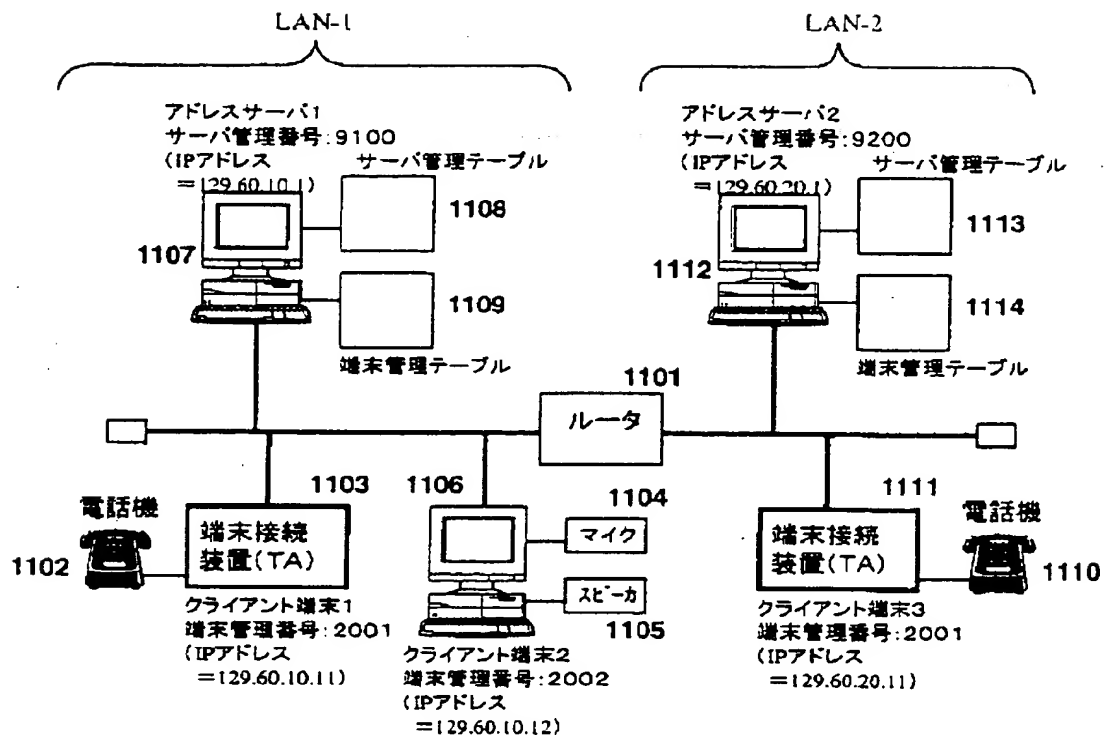 LAN-1
LAN-2
アドレスサーバ1
サーバ管理番号:9100
(IPアドレス
=129.60.10.1)
サーバ管理テーブル
1108
1107
1109
端末管理テーブル
アドレスサーバ2
サーバ管理番号:9200
(IPアドレス
=129.60.20.1)
サーバ管理テーブル
1113
1112
1114
端末管理テーブル
1101
ルータ
電話機
1102
1103
端末接続
装置(TA)
クライアント端末1
端末管理番号:2001
(IPアドレス
=129.60.10.11)
1106
1104
マイク
スピーカ
1105
クライアント端末2
端末管理番号:2002
(IPアドレス
=129.60.10.12)
1111
端末接続
装置(TA)
電話機
1110
クライアント端末3
端末管理番号:2001
(IPアドレス
=129.60.20.11)